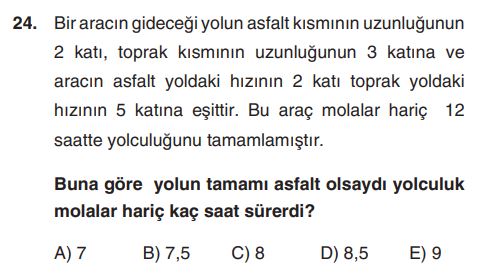 24. Bir aracın gideceği yolun asfalt kısmının uzunluğunun
2 katı, toprak kısmının uzunluğunun 3 katına ve
aracın asfalt yoldaki hızının 2 katı toprak yoldaki
hızının 5 katına eşittir. Bu araç molalar hariç 12
saatte yolculuğunu tamamlamıştır.
Buna göre yolun tamamı asfalt olsaydı yolculuk
molalar hariç kaç saat sürerdi?
A) 7 B) 7,5 C) 8 D) 8,5 E) 9